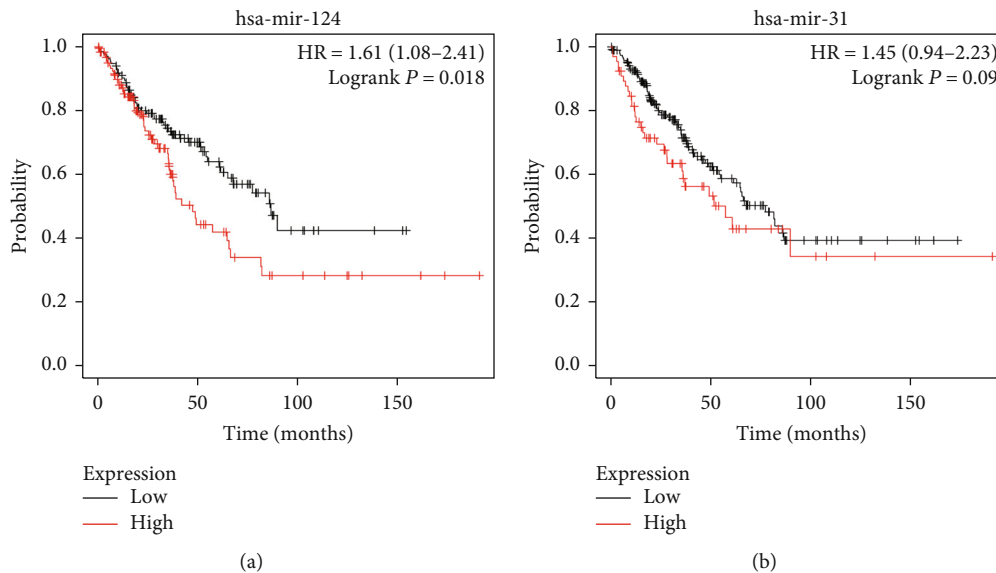 hsa-mir-124
HR = 1.61 (1.08–2.41)
Logrank P = 0.018
1.0
0.8
0.6
0.4
0.2
0.0
Probability
0 50 100 150
Time (months)
Expression
Low
High
(a)
hsa-mir-31
HR = 1.45 (0.94–2.23)
Logrank P = 0.09
1.0
0.8
0.6
0.4
0.2
0.0
Probability
0 50 100 150
Time (months)
Expression
Low
High
(b)